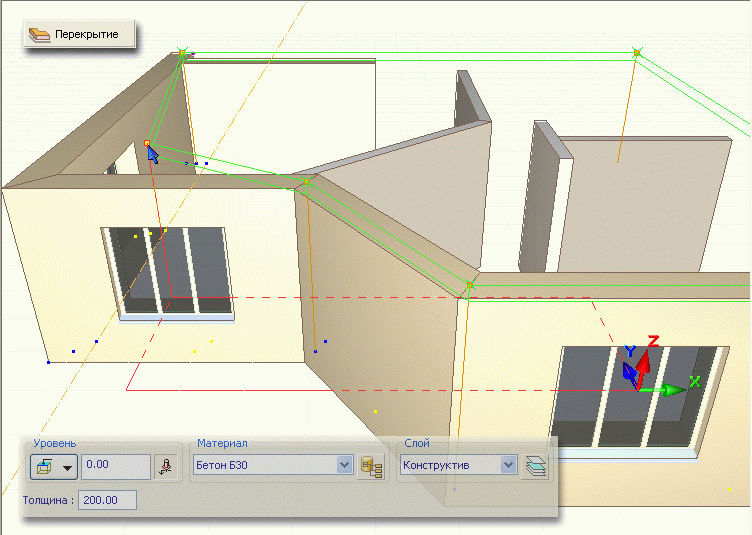 Перекрытие
Z
Y
X
Уровень
Материал
Слой
0.00
Бетон Б30
Конструктив
Толщина :
200.00